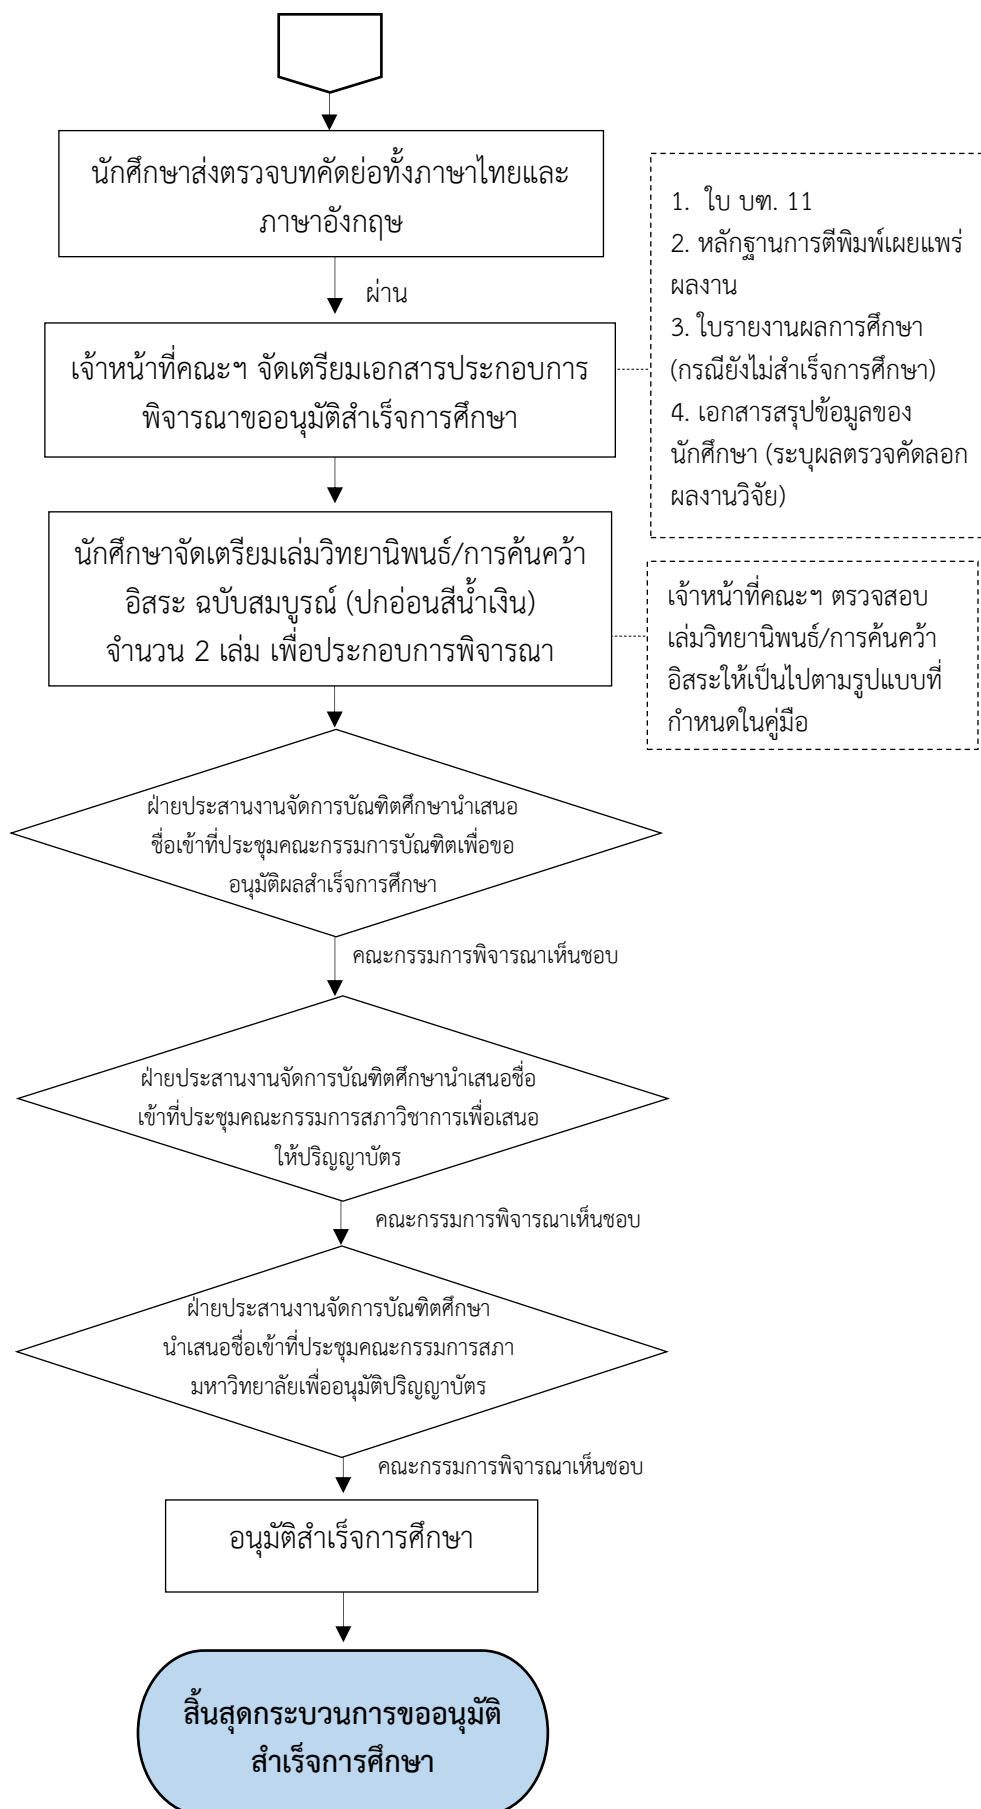 นักศึกษาส่งตรวจบทคัดย่อทั้งภาษาไทยและ
ภาษาอังกฤษ
ผ่าน
เจ้าหน้าที่คณะฯ จัดเตรียมเอกสารประกอบการ
พิจารณาขออนุมัติสำเร็จการศึกษา
1. ใบ บฑ. 11
2. หลักฐานการตีพิมพ์เผยแพร่
ผลงาน
3. ใบรายงานผลการศึกษา
(กรณียังไม่สำเร็จการศึกษา)
4. เอกสารสรุปข้อมูลของ
นักศึกษา (ระบุผลตรวจคัดลอก
ผลงานวิจัย)
นักศึกษาจัดเตรียมเล่มวิทยานิพนธ์/การค้นคว้า
อิสระ ฉบับสมบูรณ์ (ปกอ่อนสีน้ำเงิน)
จำนวน 2 เล่ม เพื่อประกอบการพิจารณา
เจ้าหน้าที่คณะฯ ตรวจสอบ
เล่มวิทยานิพนธ์/การค้นคว้า
อิสระให้เป็นไปตามรูปแบบที่
กำหนดในคู่มือ
ฝ่ายประสานงานจัดการบัณฑิตศึกษานำเสนอ
ชื่อเข้าที่ประชุมคณะกรรมการบัณฑิตเพื่อขอ
อนุมัติผลสำเร็จการศึกษา
คณะกรรมการพิจารณาเห็นชอบ
ฝ่ายประสานงานจัดการบัณฑิตศึกษานำเสนอชื่อ
เข้าที่ประชุมคณะกรรมการสภาวิชาการเพื่อเสนอ
ให้ปริญญาบัตร
คณะกรรมการพิจารณาเห็นชอบ
ฝ่ายประสานงานจัดการบัณฑิตศึกษา
นำเสนอชื่อเข้าที่ประชุมคณะกรรมการสภา
มหาวิทยาลัยเพื่ออนุมัติปริญญาบัตร
คณะกรรมการพิจารณาเห็นชอบ
อนุมัติสำเร็จการศึกษา
สิ้นสุดกระบวนการขออนุมัติ
สำเร็จการศึกษา